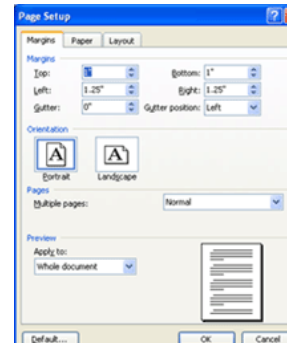 Page Setup
Margins Paper Layout
Margins
Top: 1" Bottom: 1"
Left: 1.25" Right: 1.25"
Gutter: 0" Gutter position: Left
Orientation
A A
Portrait Landscape
Pages
Multiple pages: Normal
Preview
Apply to:
Whole document
Default... OK Cancel